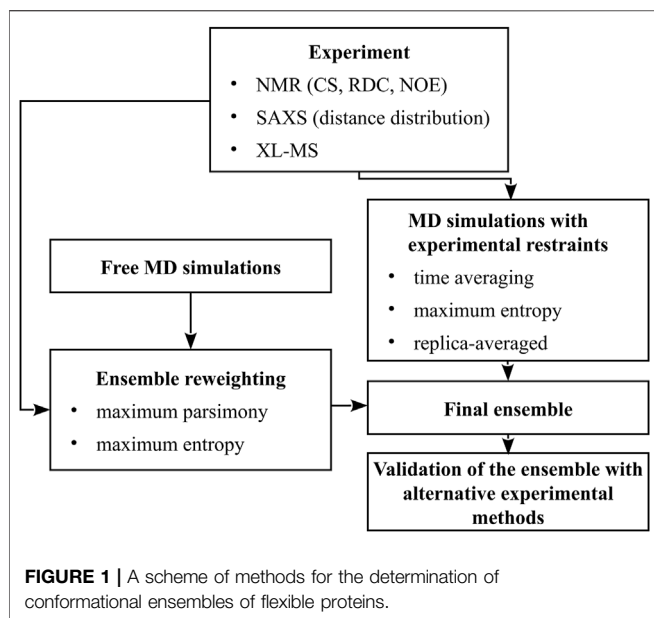 Experiment
• NMR (CS, RDC, NOE)
• SAXS (distance distribution)
• XL-MS
MD simulations with
experimental restraints
• time averaging
• maximum entropy
• replica-averaged
Free MD simulations
Ensemble reweighting
• maximum parsimony
• maximum entropy
Final ensemble
Validation of the ensemble with
alternative experimental
methods
FIGURE 1 | A scheme of methods for the determination of
conformational ensembles of flexible proteins.